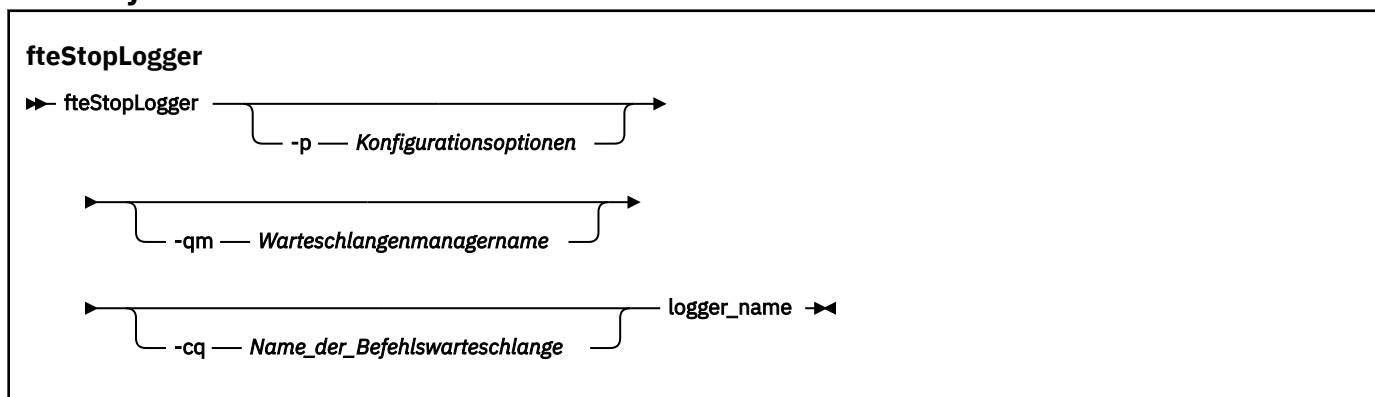 fteStopLogger
fteStopLogger
-p Konfigurationsoptionen
-qm Warteschlangenmanagername
logger_name
-cq Name_der_Befehlswarteschlange